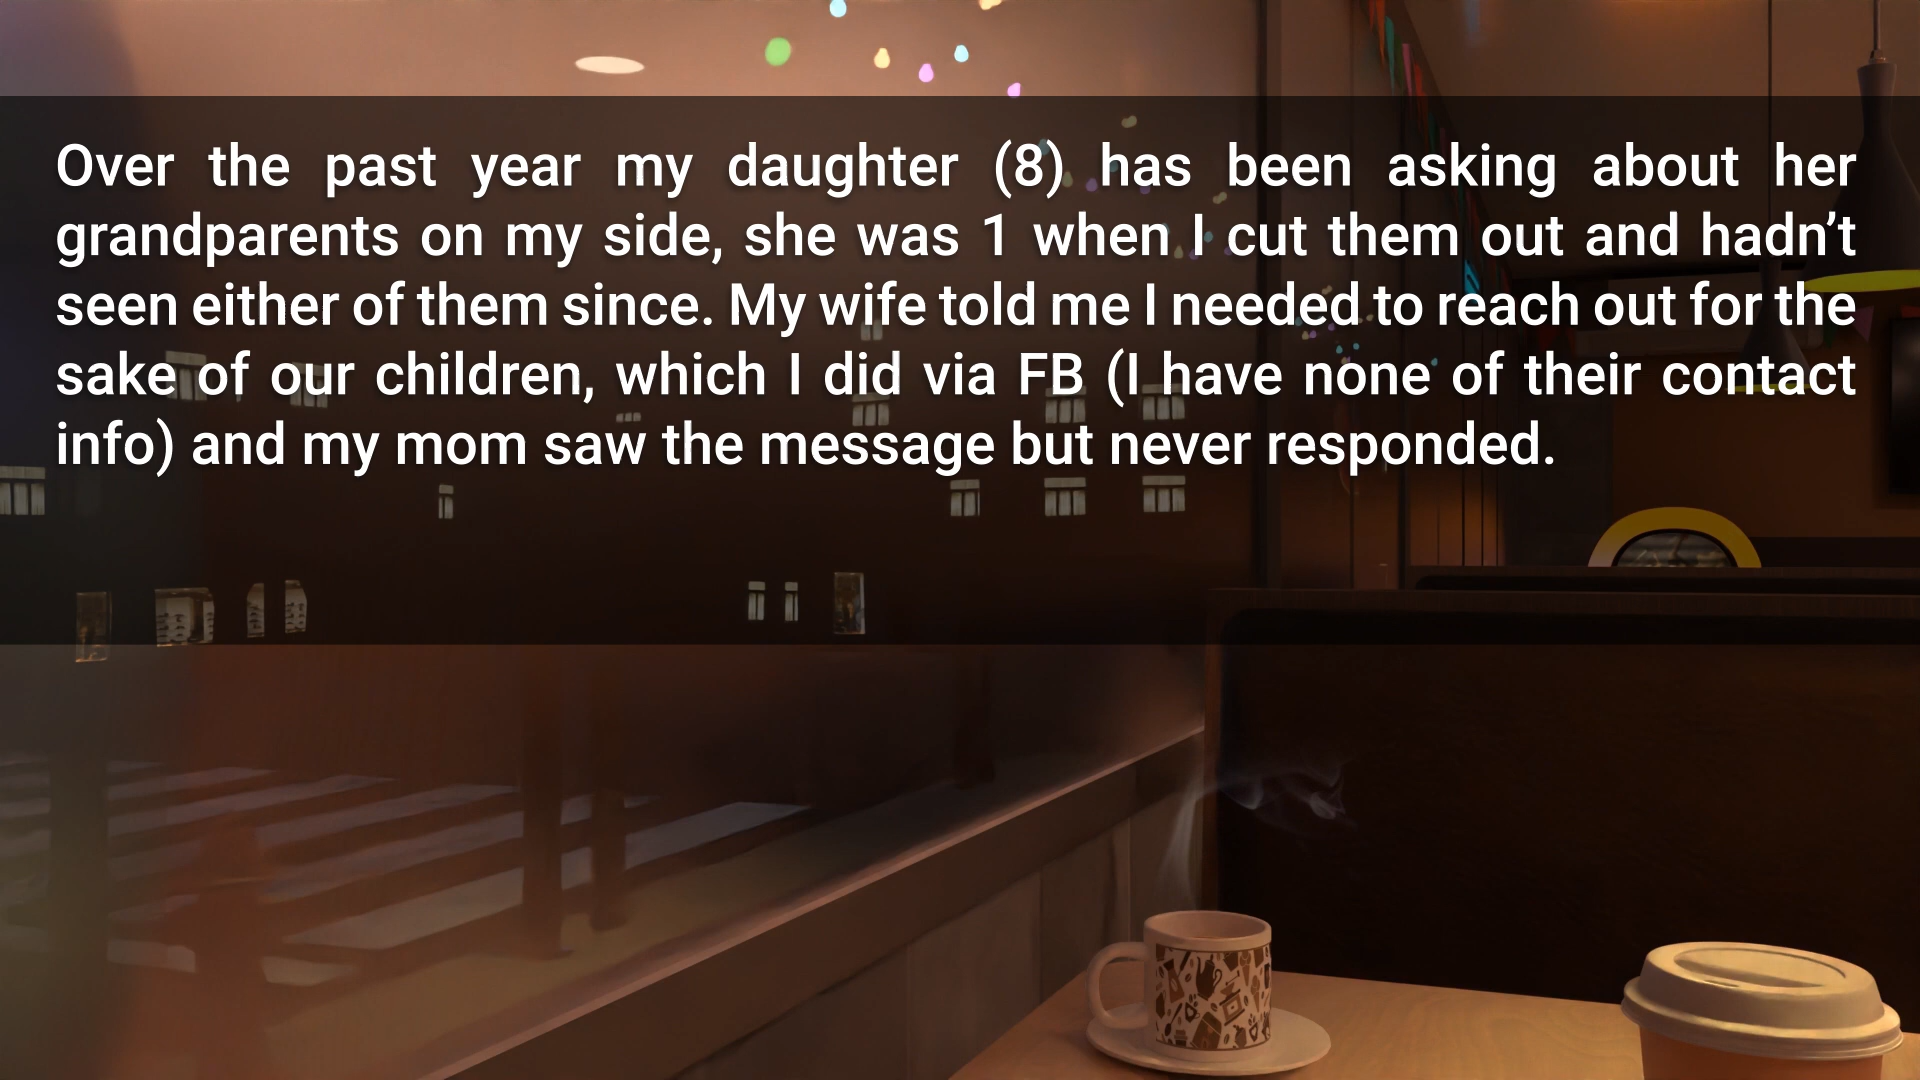 Over the past year my daughter (8) has been asking about her
grandparents on my side, she was 1 when I cut them out and hadn’t
seen either of them since. My wife told me I needed to reach out for the
sake of our children, which I did via FB (I have none of their contact
info) and my mom saw the message but never responded.